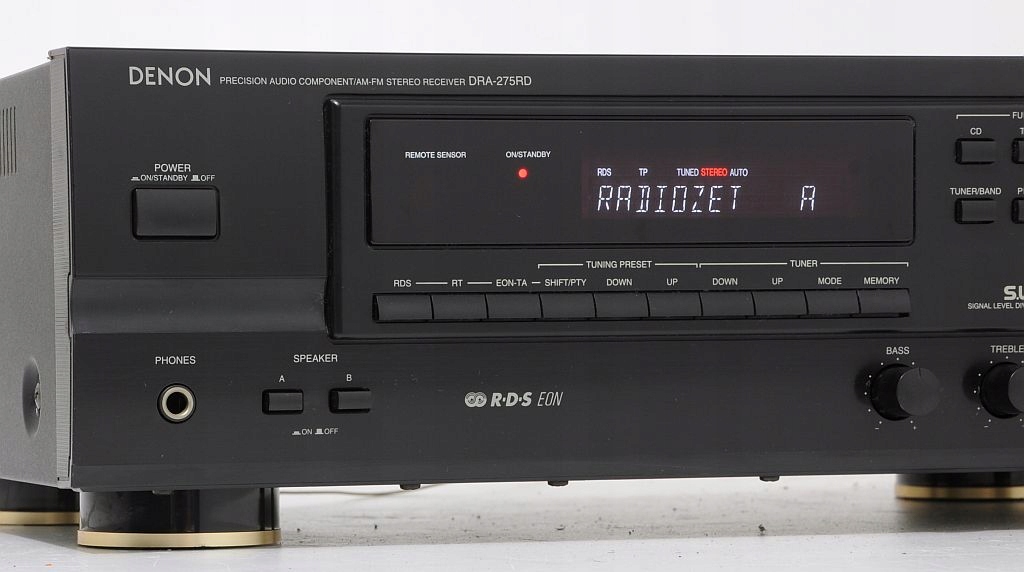 DENON PRECISION AUDIO COMPONENT/AM-FM STEREO RECEIVER DRA-275RD
REMOTE SENSOR ON/STANDBY
RDS TP TUNED STEREO AUTO
RADIOZET A
POWER
ON/STANDBY OFF
CD
TUNER/BAND
TUNING PRESET TUNER
RDS RT EON-TA SHIFT/PTY DOWN UP DOWN UP MODE MEMORY
SIGNAL LEVEL
PHONES
SPEAKER
A B
ON OFF
R·D·S EON
BASS TREBLE
- + -